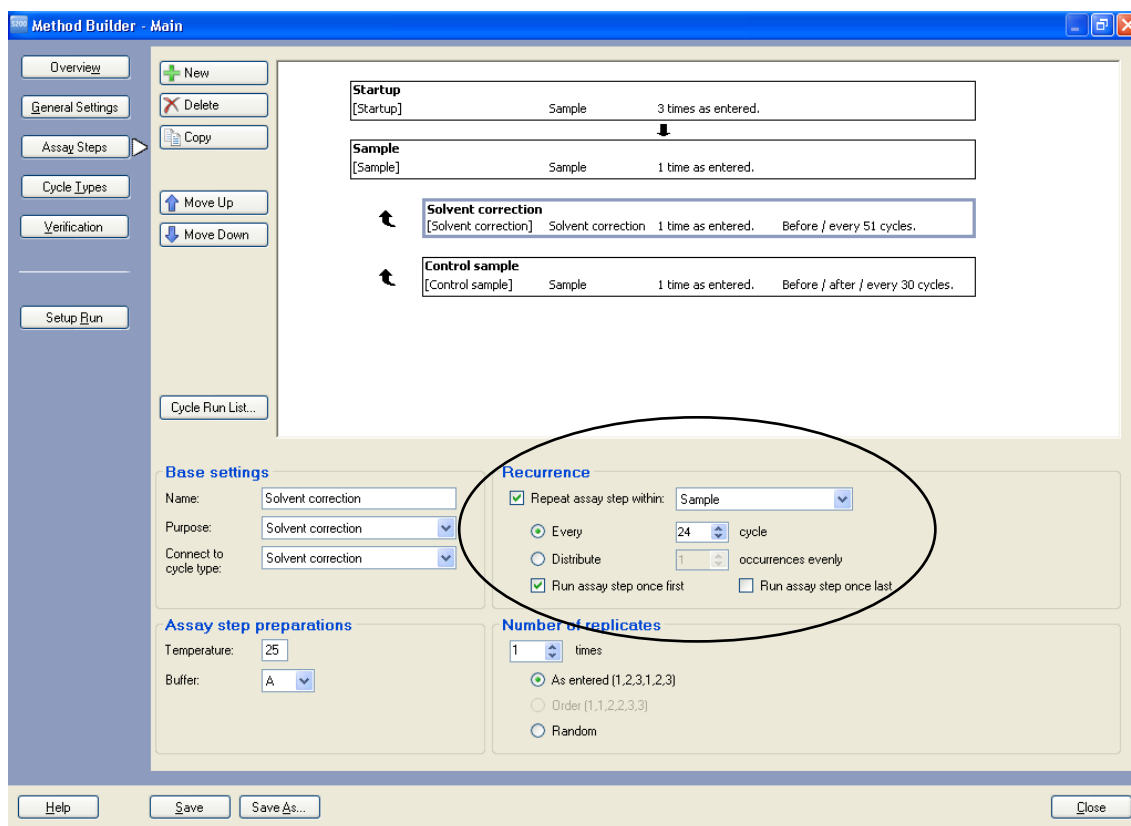 S200 Method Builder - Main
Overview
General Settings
Assay Steps
Cycle Types
Verification
Setup Run
New
Delete
Copy
Move Up
Move Down
Cycle Run List...
Startup
[Startup] Sample 3 times as entered.
Sample
[Sample] Sample 1 time as entered.
Solvent correction
[Solvent correction] Solvent correction 1 time as entered. Before / every 51 cycles.
Control sample
[Control sample] Sample 1 time as entered. Before / after / every 30 cycles.
Base settings
Name: Solvent correction
Purpose: Solvent correction
Connect to
cycle type: Solvent correction
Recurrence
Repeat assay step within: Sample
Every 24 cycle
Distribute 1 occurrences evenly
Run assay step once first Run assay step once last
Assay step preparations
Temperature: 25
Buffer: A
Number of replicates
1 times
As entered (1,2,3,1,2,3)
Order (1,1,2,2,3,3)
Random
Help Save Save As... Close